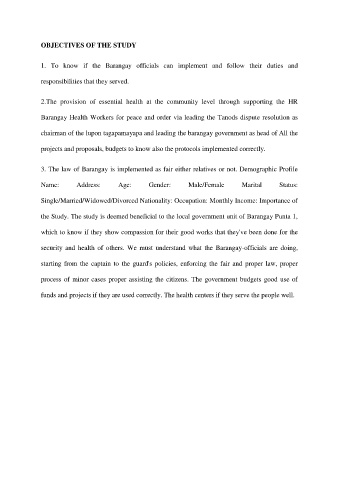 OBJECTIVES OF THE STUDY
1. To know if the Barangay officials can implement and follow their duties and
responsibilities that they served.
2.The provision of essential health at the community level through supporting the HR
Barangay Health Workers for peace and order via leading the Tanods dispute resolution as
chairman of the lupon tagapamayapa and leading the barangay government as head of All the
projects and proposals, budgets to know also the protocols implemented correctly.
3. The law of Barangay is implemented as fair either relatives or not. Demographic Profile
Name: Address: Age: Gender: Male/Female Marital Status:
Single/Married/Widowed/Divorced Nationality: Occupation: Monthly Income: Importance of
the Study. The study is deemed beneficial to the local government unit of Barangay Punta 1,
which to know if they show compassion for their good works that they've been done for the
security and health of others. We must understand what the Barangay-officials are doing,
starting from the captain to the guard's policies, enforcing the fair and proper law, proper
process of minor cases proper assisting the citizens. The government budgets good use of
funds and projects if they are used correctly. The health centers if they serve the people well.